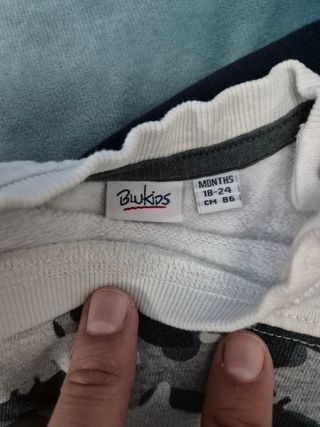 BLUKIDS
MONTHS
18-24
CM 86